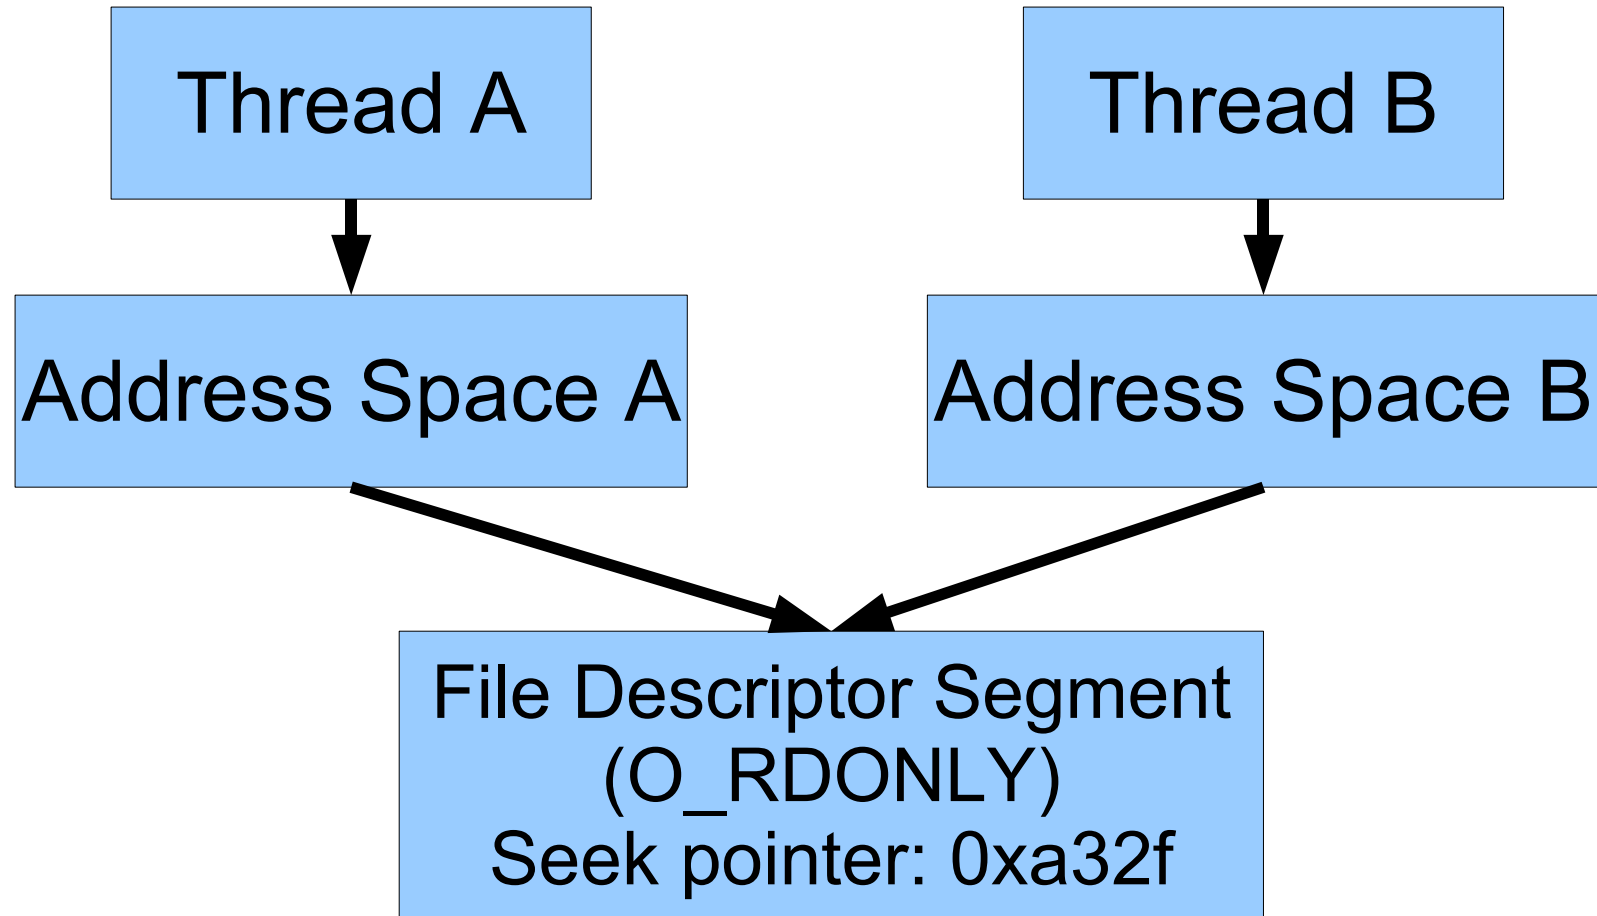 Thread A
Thread B
Address Space A
Address Space B
File Descriptor Segment
(O_RDONLY)
Seek pointer: 0xa32f